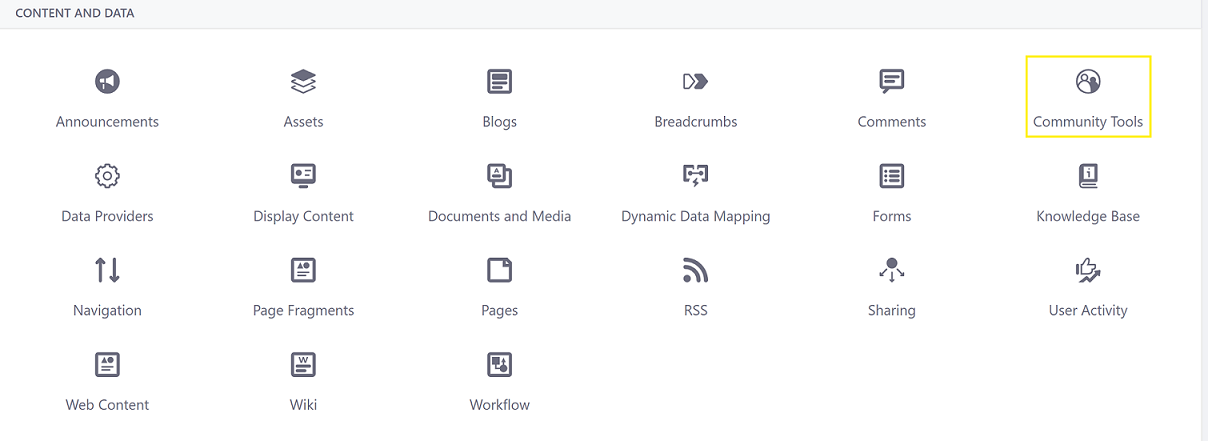 CONTENT AND DATA
Announcements
Assets
Blogs
Breadcrumbs
Comments
Community Tools
Data Providers
Display Content
Documents and Media
Dynamic Data Mapping
Forms
Knowledge Base
Navigation
Page Fragments
Pages
RSS
Sharing
User Activity
Web Content
W
Wiki
Workflow